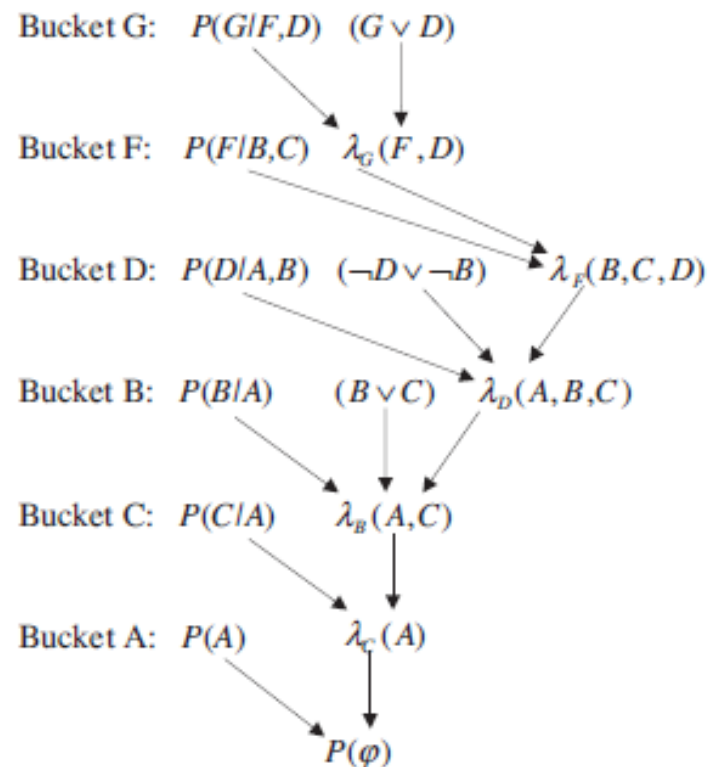 Bucket G: P(G|F,D) (G ∨ D)
Bucket F: P(F|B,C) λ_G(F,D)
Bucket D: P(D|A,B) (¬D ∨ ¬B) λ_F(B,C,D)
Bucket B: P(B|A) (B ∨ C) λ_D(A,B,C)
Bucket C: P(C|A) λ_B(A,C)
Bucket A: P(A) λ_C(A)
P(φ)